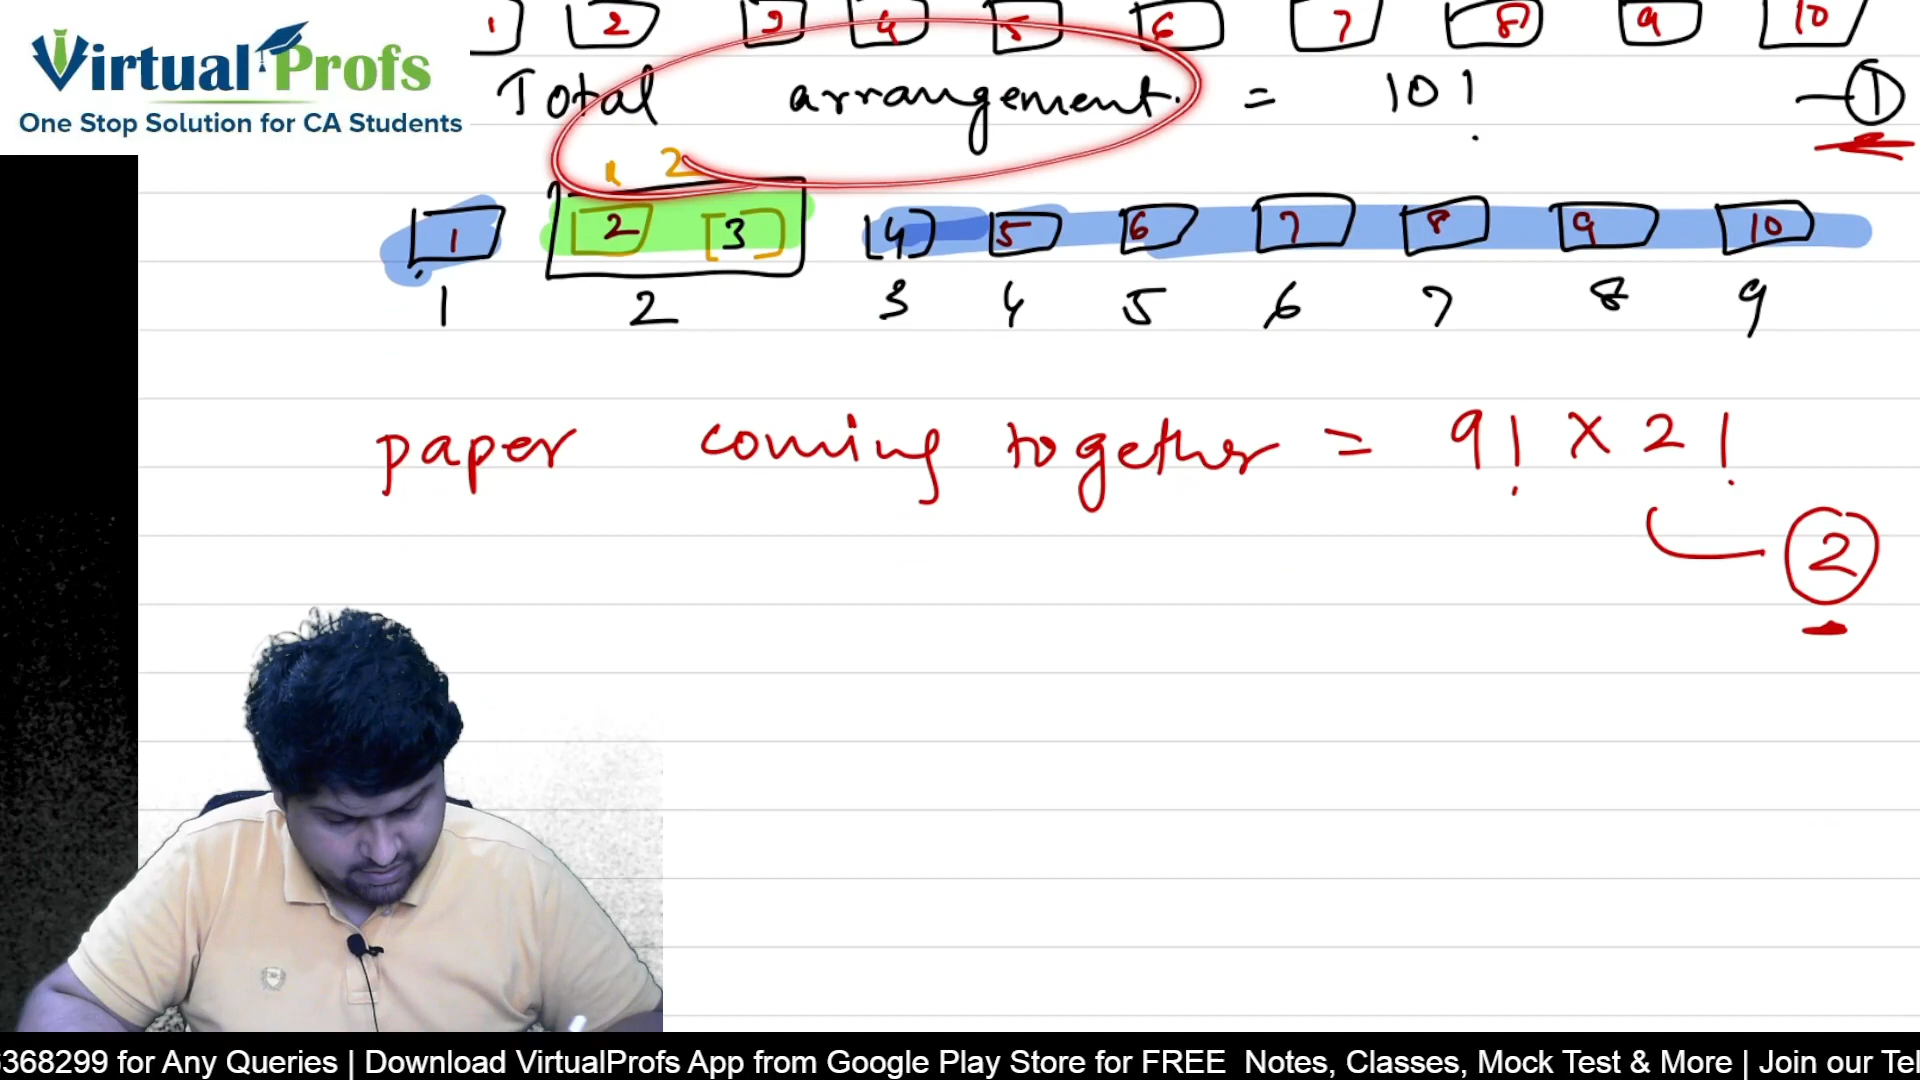 VirtualProfs
One Stop Solution for CA Students
1 2 3 4 5 6 7 8 9 10
Total arrangement = 10! — 1
1 2
1 2 3 4 5 6 7 8 9 10
1 2 3 4 5 6 7 8 9
paper coming together = 9! × 2!
2
368299 for Any Queries | Download VirtualProfs App from Google Play Store for FREE Notes, Classes, Mock Test & More | Join our Tel